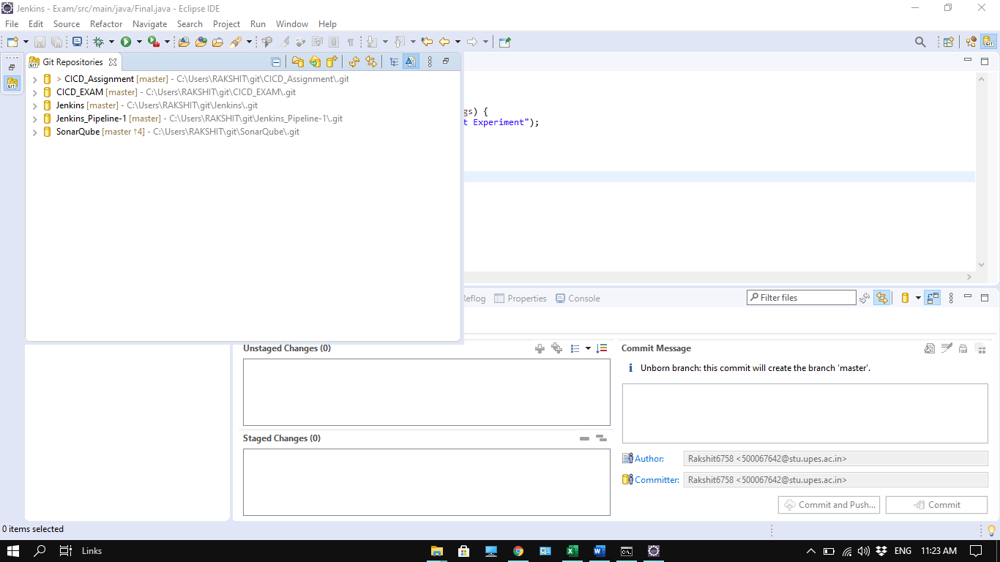 Jenkins - Exam/src/main/java/Final.java - Eclipse IDE
File Edit Source Refactor Navigate Search Project Run Window Help
Git Repositories
> CICD_Assignment [master] - C:\Users\RAKSHIT\git\CICD_Assignment\.git
CICD_EXAM [master] - C:\Users\RAKSHIT\git\CICD_EXAM\.git
Jenkins [master] - C:\Users\RAKSHIT\git\Jenkins\.git
Jenkins_Pipeline-1 [master] - C:\Users\RAKSHIT\git\Jenkins_Pipeline-1\.git
SonarQube [master ↑4] - C:\Users\RAKSHIT\git\SonarQube\.git
gs) {
t Experiment");
Reflog Properties Console
Filter files
Unstaged Changes (0)
Staged Changes (0)
Commit Message
Unborn branch: this commit will create the branch 'master'.
Author: Rakshit6758 <500067642@stu.upes.ac.in>
Committer: Rakshit6758 <500067642@stu.upes.ac.in>
Commit and Push... Commit
0 items selected
Links
ENG 11:23 AM